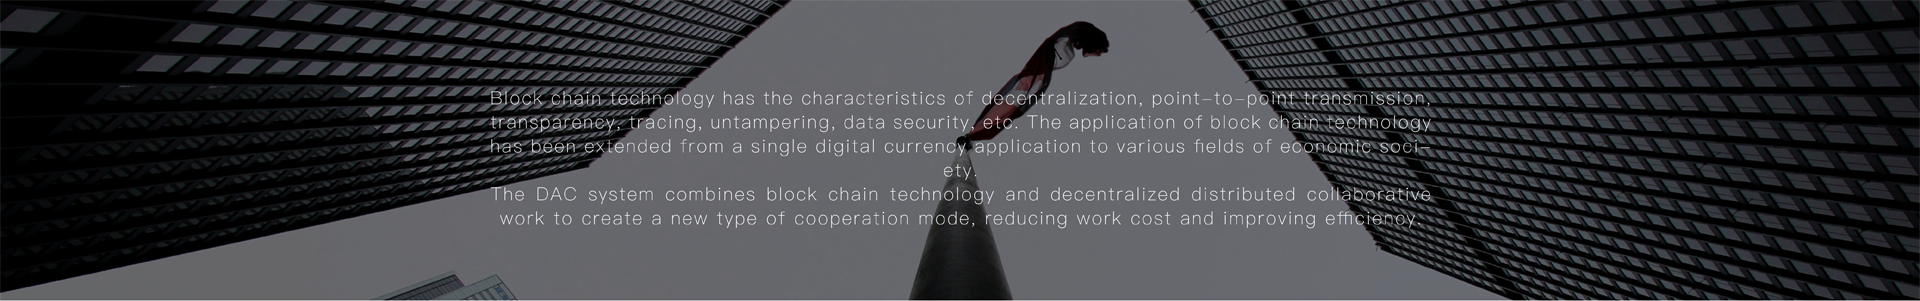 Block chain technology has the characteristics of decentralization, point-to-point transmission,
transparency, tracing, untampering, data security, etc. The application of block chain technology
has been extended from a single digital currency application to various fields of economic soci-
ety.
The DAC system combines block chain technology and decentralized distributed collaborative
work to create a new type of cooperation mode, reducing work cost and improving efficiency.